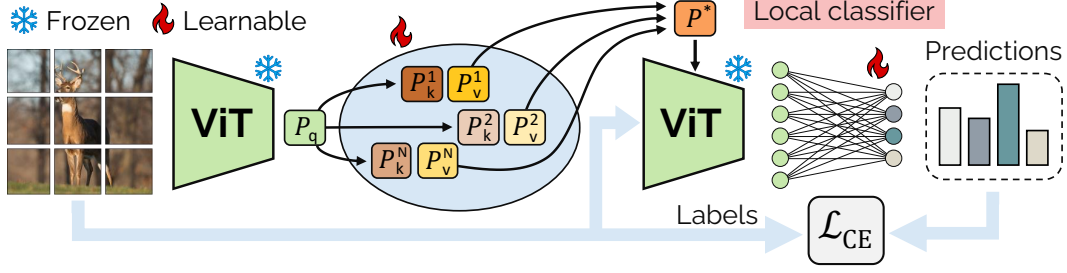 Frozen
Learnable
Local classifier
Predictions
ViT
P_q
P_k^1
P_v^1
P_k^2
P_v^2
P_k^N
P_v^N
P*
ViT
Labels
ℒ_CE